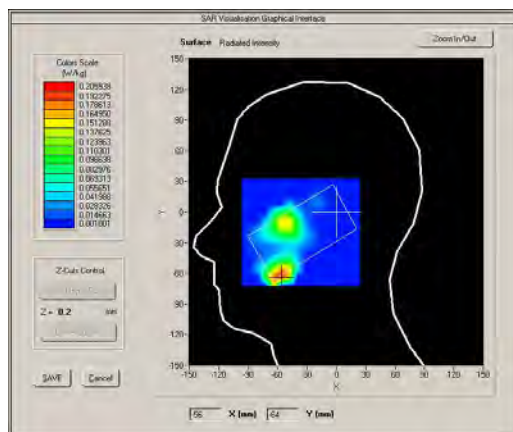 SAR Visualisation Graphical Interface
Surface Radiated Intensity
Zoom In/Out
Colors Scale
(W/kg)
0.205938
0.192275
0.178613
0.164950
0.151288
0.137625
0.123963
0.110301
0.096638
0.082976
0.069313
0.055651
0.041988
0.028326
0.014663
0.001001
150
120
90
60
30
0
-30
-60
-90
-120
-150
Y
-150 -120 -90 -60 -30 0 30 60 90 120 150
X
Z-Cuts Control
Z = 0.2 mm
SAVE
Cancel
-56 X (mm) -64 Y (mm)